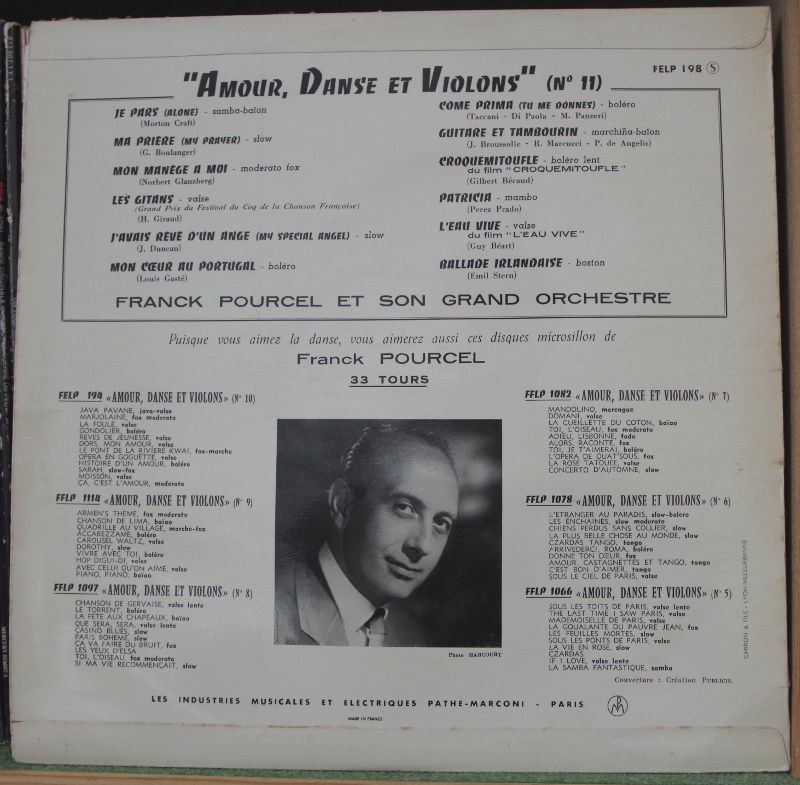 FELP 198 S
"AMOUR, DANSE ET VIOLONS" (N° 11)
JE PARS (ALONE) - samba-baïon
(Morton Craft)
MA PRIÈRE (MY PRAYER) - slow
(G. Boulanger)
MON MANÈGE A MOI - moderato fox
(Norbert Glanzberg)
LES GITANS - valse
(Grand Prix du Festival du Coq de la Chanson Française)
(H. Giraud)
J'AVAIS RÊVÉ D'UN ANGE (MY SPECIAL ANGEL) - slow
(J. Duncan)
MON CŒUR AU PORTUGAL - boléro
(Louis Gasté)
COME PRIMA (TU ME DONNES) - boléro
(Taccani - Di Paola - M. Panzeri)
GUITARE ET TAMBOURIN - marchiña-baïon
(J. Broussolle - R. Marcucci - P. de Angelis)
CROQUEMITOUFLE - boléro lent
du film "CROQUEMITOUFLE"
(Gilbert Bécaud)
PATRICIA - mambo
(Perez Prado)
L'EAU VIVE - valse
du film "L'EAU VIVE"
(Guy Béart)
BALLADE IRLANDAISE - boston
(Emil Stern)
FRANCK POURCEL ET SON GRAND ORCHESTRE
Puisque vous aimez la danse, vous aimerez aussi ces disques microsillon de
Franck POURCEL
33 TOURS
FELP 194 «AMOUR, DANSE ET VIOLONS» (N° 10)
JAVA PAVANE, java-valse
MARJOLAINE, fox moderato
LA FOULE, valse
GONDOLIER, boléro
REVES DE JEUNESSE, valse
DORS, MON AMOUR, valse
LE PONT DE LA RIVIERE KWAI, fox-marche
OPERA EN GOGUETTE, valse
HISTOIRE D'UN AMOUR, boléro
SARAH, slow-fox
MOISSON, valse
ÇA, C'EST L'AMOUR, moderato
FFLP 1114 «AMOUR, DANSE ET VIOLONS» (N° 9)
ARMEN'S THEME, fox moderato
CHANSON DE LIMA, baïao
QUADRILLE AU VILLAGE, marche-fox
ACCAREZZAME, boléro
CAROUSEL WALTZ, valse
DOROTHY, slow
VIVRE AVEC TOI, boléro
HOP DIGUI-DI, valse
AVEC CELUI QU'ON AIME, valse
PIANO, PIANO, baïao
FFLP 1097 «AMOUR, DANSE ET VIOLONS» (N° 8)
CHANSON DE GERVAISE, valse lente
LE TORRENT, boléro
LA FETE AUX CHAPEAUX, baïao
QUE SERA, SERA, valse lente
CASINO BLUES, slow
PARIS BOHEME, slow
ÇA VA FAIRE DU BRUIT, fox
LES YEUX D'ELSA
TOI, L'OISEAU, fox moderato
SI MA VIE RECOMMENÇAIT, slow
FFLP 1082 «AMOUR, DANSE ET VIOLONS» (N° 7)
MANDOLINO, merengue
DOMANI, valse
LA CUEILLETTE DU COTON, baïao
TOI, L'OISEAU, fox moderato
ADIEU, LISBONNE, fado
ALORS, RACONTE, fox
TOI, JE T'AIMERAI, boléro
L'OPERA DE QUAT'SOUS, fox
LA ROSE TATOUEE, valse
CONCERTO D'AUTOMNE, slow
FFLP 1078 «AMOUR, DANSE ET VIOLONS» (N° 6)
L'ETRANGER AU PARADIS, slow-bolero
LES ENCHAINES, slow moderato
CHIENS PERDUS SANS COLLIER, slow
LA PLUS BELLE CHOSE AU MONDE, slow
CZARDAS TANGO, tango
ARRIVEDERCI, ROMA, boléro
DONNE TON CŒUR, fox
AMOUR, CASTAGNETTES ET TANGO, tango
C'EST BON D'AIMER, tango
SOUS LE CIEL DE PARIS, valse
FFLP 1066 «AMOUR, DANSE ET VIOLONS» (N° 5)
SOUS LES TOITS DE PARIS, valse lente
THE LAST TIME I SAW PARIS, valse
MADEMOISELLE DE PARIS, valse
LA GOUALANTE DU PAUVRE JEAN, fox
LES FEUILLES MORTES, slow
SOUS LES PONTS DE PARIS, valse
LA VIE EN ROSE, slow
CZARDAS
IF I LOVE, valse lente
LA SAMBA FANTASTIQUE, samba
Photo HARCOURT
Couverture : Création PUBLICIS.
CABRON & FILS - LYON-VILLEURBANNE
LES INDUSTRIES MUSICALES ET ELECTRIQUES PATHE-MARCONI - PARIS
MADE IN FRANCE